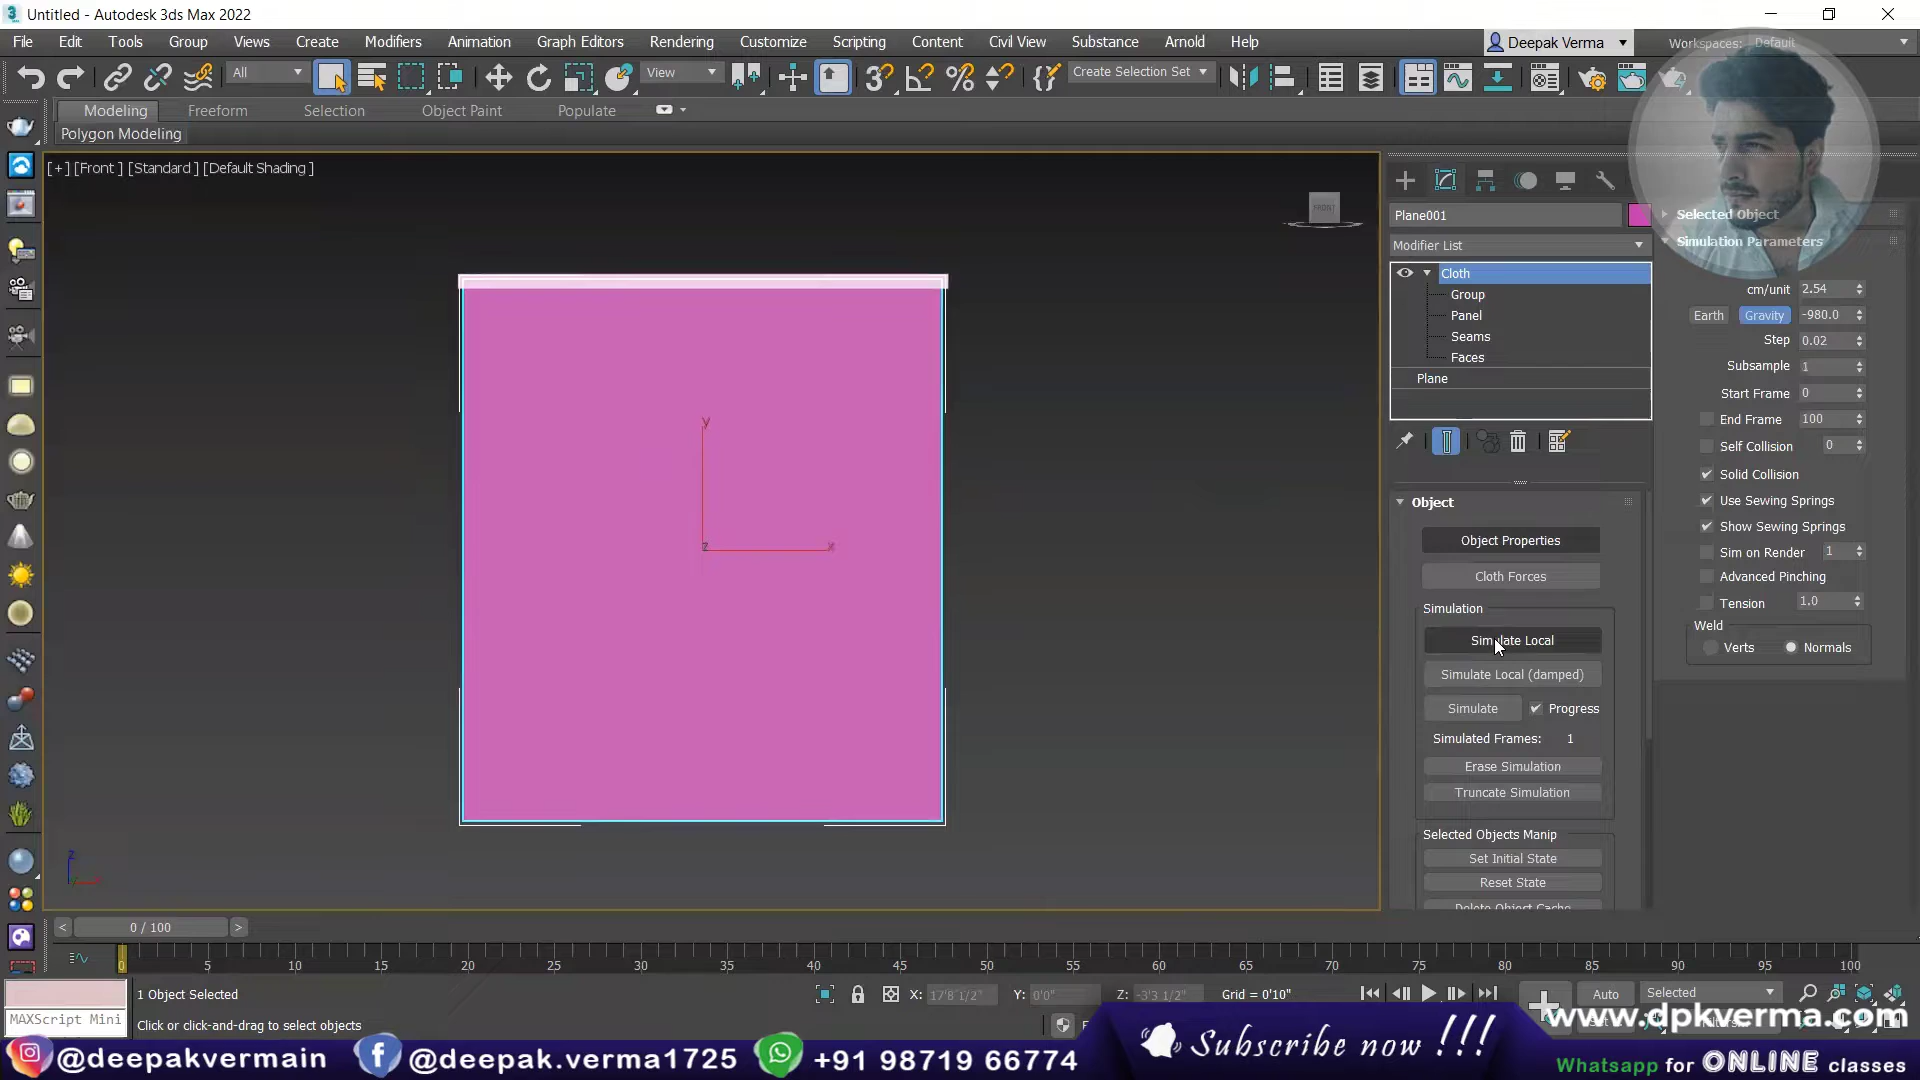 Untitled - Autodesk 3ds Max 2022
File Edit Tools Group Views Create Modifiers Animation Graph Editors Rendering Customize Scripting Content Civil View Substance Arnold Help Deepak Verma Workspaces: Default
All View Create Selection Set
Modeling Freeform Selection Object Paint Populate
Polygon Modeling
[+] [Front ] [Standard ] [Default Shading ]
FRONT
Plane001
Modifier List
Cloth
Group
Panel
Seams
Faces
Plane
Object
Object Properties
Cloth Forces
Simulation
Simulate Local
Simulate Local (damped)
Simulate Progress
Simulated Frames: 1
Erase Simulation
Truncate Simulation
Selected Objects Manip
Set Initial State
Reset State
Delete Object Cache
Selected Object
Simulation Parameters
cm/unit 2.54
Earth Gravity -980.0
Step 0.02
Subsample 1
Start Frame 0
End Frame 100
Self Collision 0
Solid Collision
Use Sewing Springs
Show Sewing Springs
Sim on Render 1
Advanced Pinching
Tension 1.0
Weld
Verts Normals
y
z x
z
< 0 / 100 >
0 5 10 15 20 25 30 35 40 45 50 55 60 65 70 75 80 85 90 95 100
1 Object Selected X: 17'8 1/2" Y: 0'0" Z: -3'3 1/2" Grid = 0'10" Auto Selected
MAXScript Mini
Click or click-and-drag to select objects
@deepakvermain @deepak.verma1725 +91 98719 66774
Subscribe now !!!
www.dpkverma.com
Whatsapp for ONLINE classes